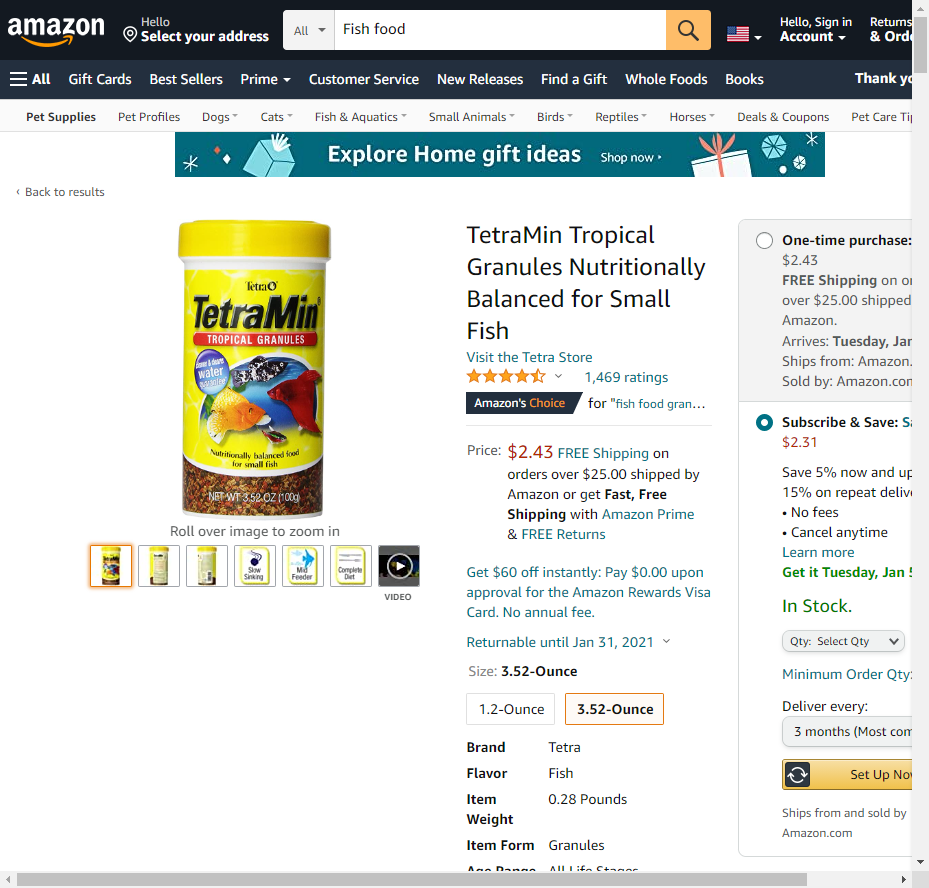 amazon
Hello
Select your address
All
Fish food
Hello, Sign in
Account
Returns
& Orde
All
Gift Cards
Best Sellers
Prime
Customer Service
New Releases
Find a Gift
Whole Foods
Books
Thank yo
Pet Supplies
Pet Profiles
Dogs
Cats
Fish & Aquatics
Small Animals
Birds
Reptiles
Horses
Deals & Coupons
Pet Care Tip
Explore Home gift ideas
Shop now ›
‹ Back to results
Tetra
TetraMin
TROPICAL GRANULES
cleaner & clearer
water
Nutritionally balanced food
for small fish
NET WT 3.52 OZ (100g)
Roll over image to zoom in
Slow
Sinking
Mid
Feeder
Complete
Diet
VIDEO
TetraMin Tropical
Granules Nutritionally
Balanced for Small
Fish
Visit the Tetra Store
1,469 ratings
Amazon's Choice
for "fish food gran…
Price: $2.43 FREE Shipping on
orders over $25.00 shipped by
Amazon or get Fast, Free
Shipping with Amazon Prime
& FREE Returns
Get $60 off instantly: Pay $0.00 upon
approval for the Amazon Rewards Visa
Card. No annual fee.
Returnable until Jan 31, 2021
Size: 3.52-Ounce
1.2-Ounce
3.52-Ounce
Brand Tetra
Flavor Fish
Item
Weight
0.28 Pounds
Item Form Granules
Age Range All Life Stages
One-time purchase:
$2.43
FREE Shipping on or
over $25.00 shipped
Amazon.
Arrives: Tuesday, Jan
Ships from: Amazon.
Sold by: Amazon.com
Subscribe & Save: Sa
$2.31
Save 5% now and up
15% on repeat delive
• No fees
• Cancel anytime
Learn more
Get it Tuesday, Jan 5
In Stock.
Qty: Select Qty
Minimum Order Qty:
Deliver every:
3 months (Most com
Set Up Now
Ships from and sold by
Amazon.com